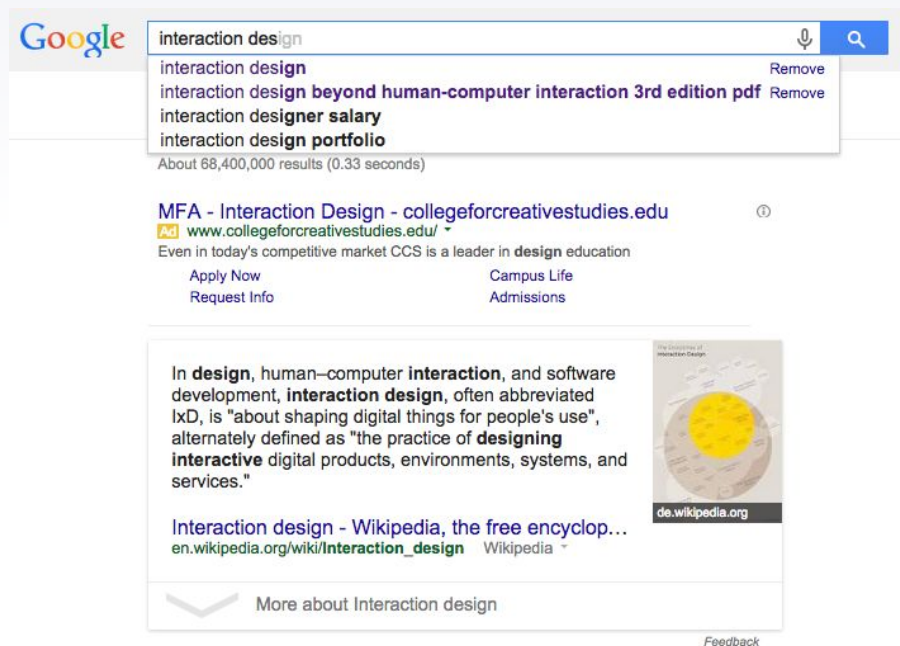 Google
interaction design
interaction design Remove
interaction design beyond human-computer interaction 3rd edition pdf Remove
interaction designer salary
interaction design portfolio
About 68,400,000 results (0.33 seconds)
MFA - Interaction Design - collegeforcreativestudies.edu
Ad www.collegeforcreativestudies.edu/
Even in today's competitive market CCS is a leader in design education
Apply Now Campus Life
Request Info Admissions
The Disciplines of
Interaction Design
In design, human–computer interaction, and software
development, interaction design, often abbreviated
IxD, is "about shaping digital things for people's use",
alternately defined as "the practice of designing
interactive digital products, environments, systems, and
services."
de.wikipedia.org
Interaction design - Wikipedia, the free encyclop...
en.wikipedia.org/wiki/Interaction_design Wikipedia
More about Interaction design
Feedback